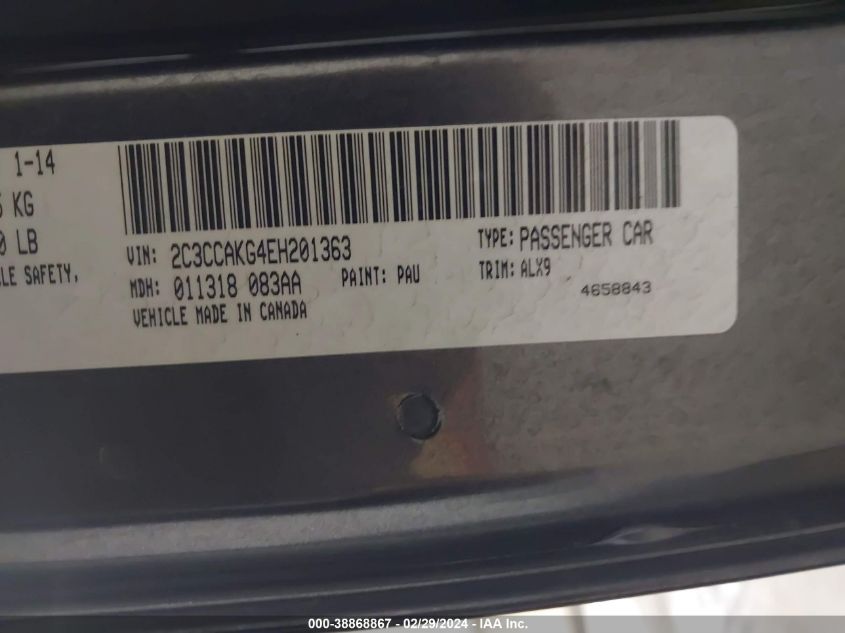 1-14
KG
LB
SAFETY,
VIN: 2C3CCAKG4EH201363
TYPE: PASSENGER CAR
MDH: 011318 083AA
PAINT: PAU
TRIM: ALX9
VEHICLE MADE IN CANADA
4658843
000-38868867 - 02/29/2024 - IAA Inc.